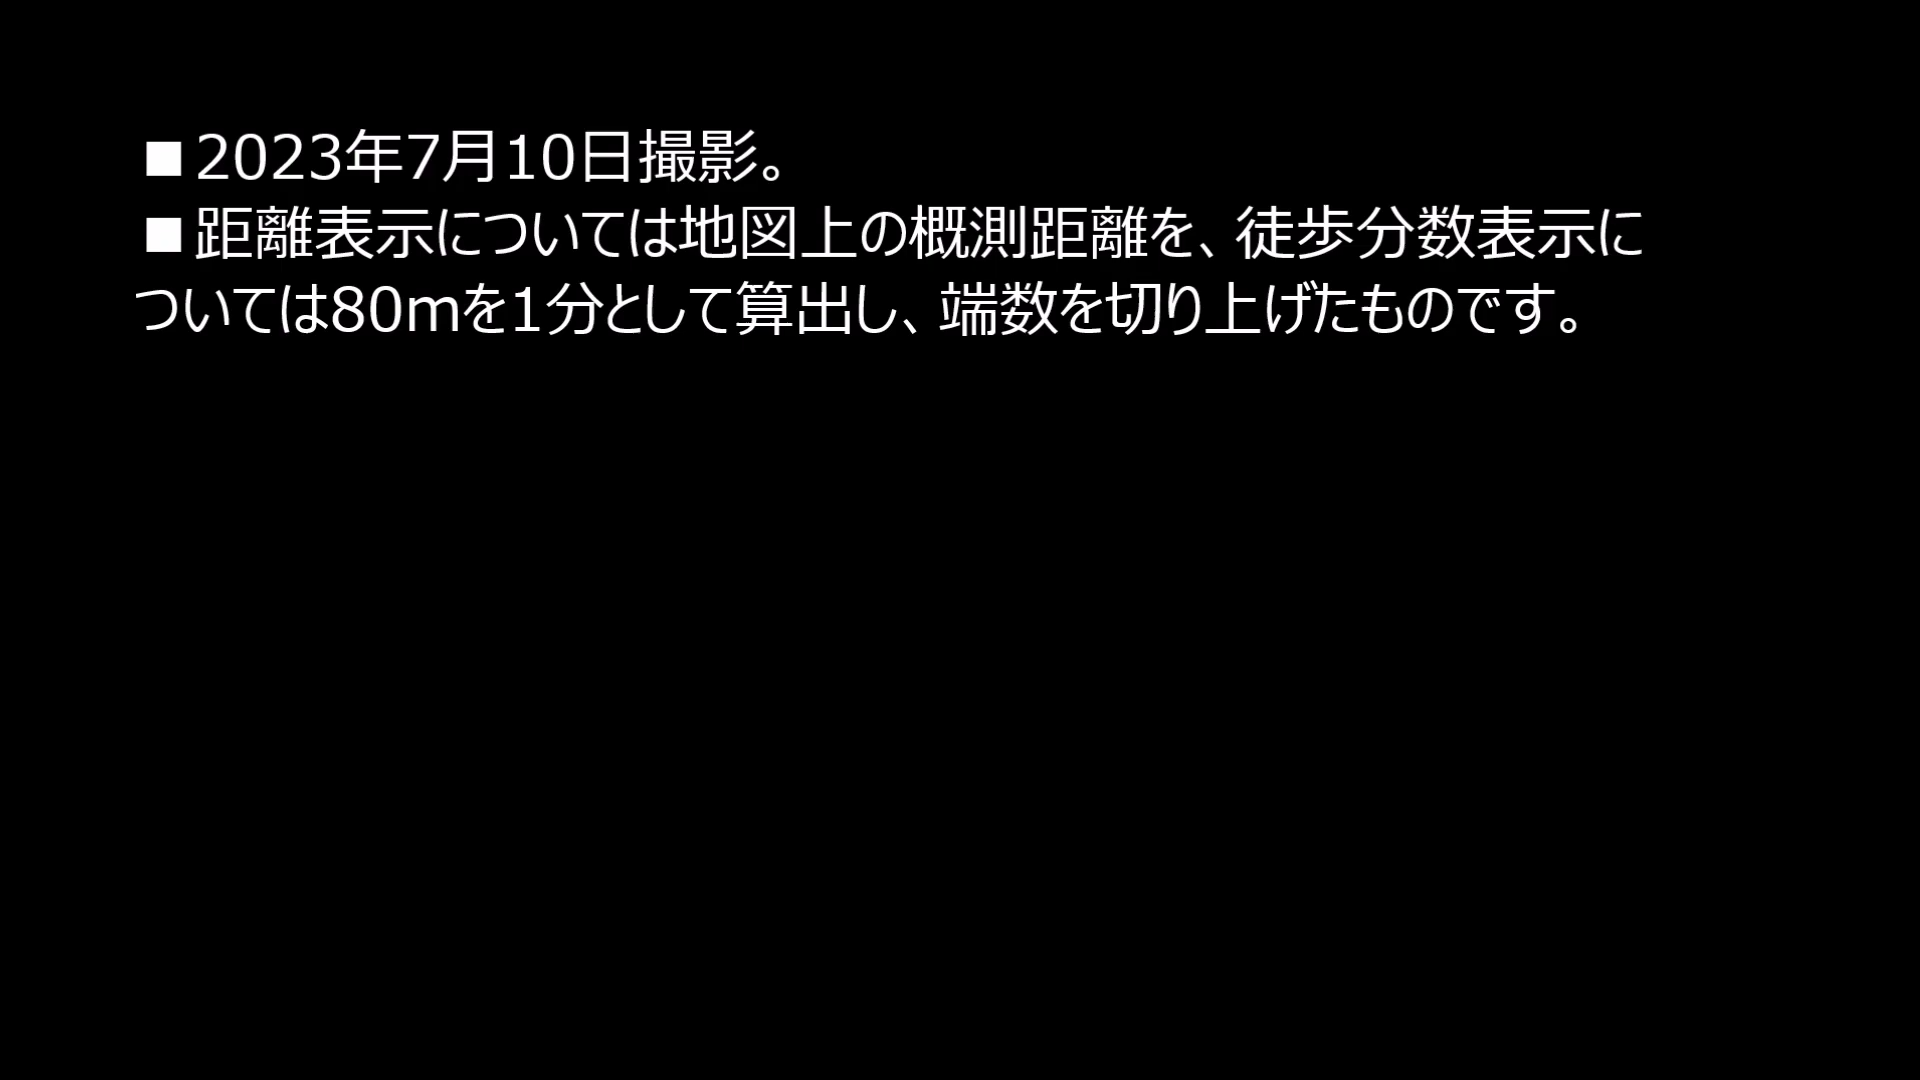 ■2023年7月10日撮影。
■距離表示については地図上の概測距離を、徒歩分数表示に
ついては80mを1分として算出し、端数を切り上げたものです。